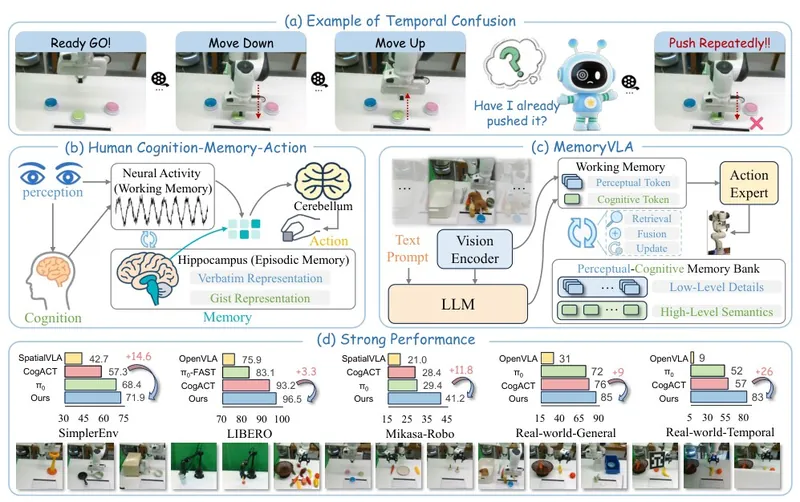 (a) Example of Temporal Confusion
Ready GO!
Move Down
Move Up
Push Repeatedly!!
...
...
...
Have I already
pushed it?
(b) Human Cognition-Memory-Action
perception
Neural Activity
(Working Memory)
Cerebellum
Action
Hippocampus (Episodic Memory)
Verbatim Representation
Gist Representation
Cognition
Memory
(c) MemoryVLA
...
...
Text
Prompt
Vision
Encoder
LLM
Working Memory
Perceptual Token
Cognitive Token
Action
Expert
Retrieval
Fusion
Update
Perceptual-Cognitive Memory Bank
...
Low-Level Details
...
High-Level Semantics
(d) Strong Performance
SpatialVLA 42.7 +14.6
CogACT 57.3
π0 68.4
Ours 71.9
30 45 60 75
SimplerEnv
OpenVLA 75.9
π0-FAST 83.1 +3.3
CogACT 93.2
Ours 96.5
70 80 90 100
LIBERO
SpatialVLA 21.0
CogACT 28.4 +11.8
π0 29.4
Ours 41.2
15 25 35 45
Mikasa-Robo
OpenVLA 31
π0 72 +9
CogACT 76
Ours 85
15 40 65 90
Real-world-General
OpenVLA 9
π0 52 +26
CogACT 57
Ours 83
5 30 55 80
Real-world-Temporal